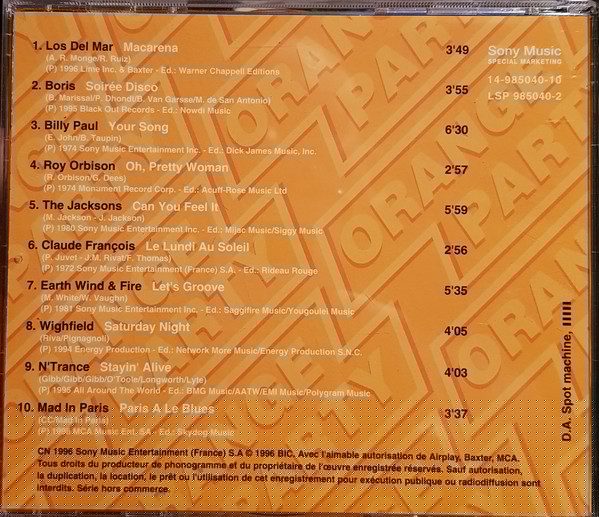 1. Los Del Mar Macarena 3'49
(A. R. Monge/R. Ruiz)
(P) 1996 Lime Inc. & Baxter - Ed.: Warner Chappell Editions
2. Boris Soirée Disco 3'55
(B. Marissal/P. Dhondt/B. Van Garsse/M. de San Antonio)
(P) 1995 Black Out Records - Ed.: Nowdi Music
3. Billy Paul Your Song 6'30
(E. John/B. Taupin)
(P) 1974 Sony Music Entertainment Inc. - Ed.: Dick James Music, Inc.
4. Roy Orbison Oh, Pretty Woman 2'57
(R. Orbison/G. Dees)
(P) 1974 Monument Record Corp. - Ed.: Acuff-Rose Music Ltd
5. The Jacksons Can You Feel It 5'59
(M. Jackson - J. Jackson)
(P) 1980 Sony Music Entertainment Inc. - Ed.: Mijac Music/Siggy Music
6. Claude François Le Lundi Au Soleil 2'56
(P. Juvet - J.M. Rivat/F. Thomas)
(P) 1972 Sony Music Entertainment (France) S.A. - Ed.: Rideau Rouge
7. Earth Wind & Fire Let's Groove 5'35
(M. White/W. Vaughn)
(P) 1981 Sony Music Entertainment Inc. - Ed.: Saggifire Music/Yougoulei Music
8. Wighfield Saturday Night 4'05
(Riva/Pignagnoli)
(P) 1994 Energy Production - Ed.: Network More Music/Energy Production S.N.C.
9. N'Trance Stayin' Alive 4'03
(Gibb/Gibb/Gibb/O'Toole/Longworth/Lyte)
(P) 1995 All Around The World - Ed.: BMG Music/AATW/EMI Music/Polygram Music
10. Mad In Paris Paris A Le Blues 3'37
(CC/Mad in Paris)
(P) 1996 MCA Music Ent. SA - Ed.: Skydog Music
Sony Music
SPECIAL MARKETING
14-985040-10
LSP 985040-2
D.A. Spot machine,
CN 1996 Sony Music Entertainment (France) S.A © 1996 BIC, Avec l'aimable autorisation de Airplay, Baxter, MCA.
Tous droits du producteur de phonogramme et du propriétaire de l'œuvre enregistrée réservés. Sauf autorisation,
la duplication, la location, le prêt ou l'utilisation de cet enregistrement pour exécution publique ou radiodiffusion sont
interdits. Série hors commerce.